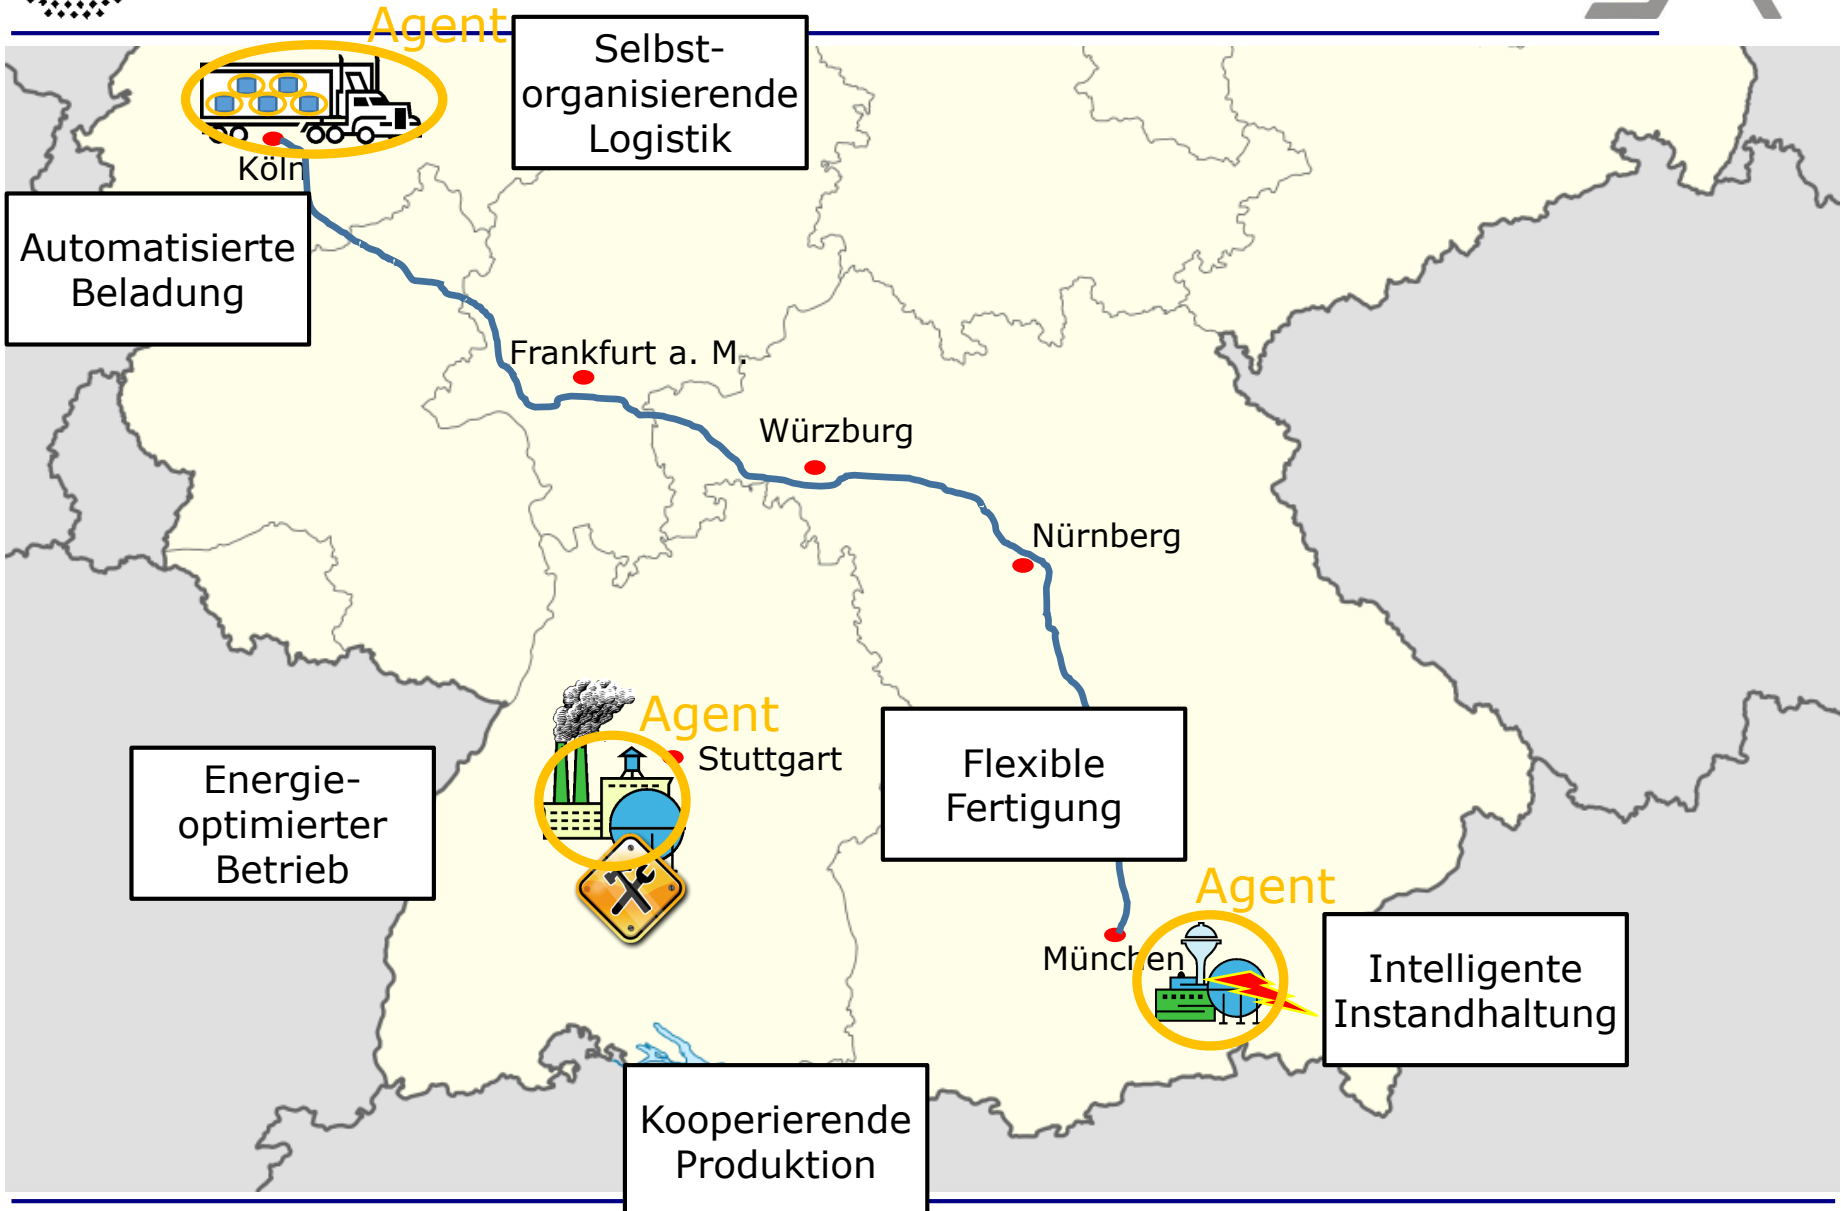 Agent
Selbst-
organisierende
Logistik
Köln
Automatisierte
Beladung
Frankfurt a. M.
Würzburg
Nürnberg
Agent
Stuttgart
Energie-
optimierter
Betrieb
Flexible
Fertigung
Agent
München
Intelligente
Instandhaltung
Kooperierende
Produktion